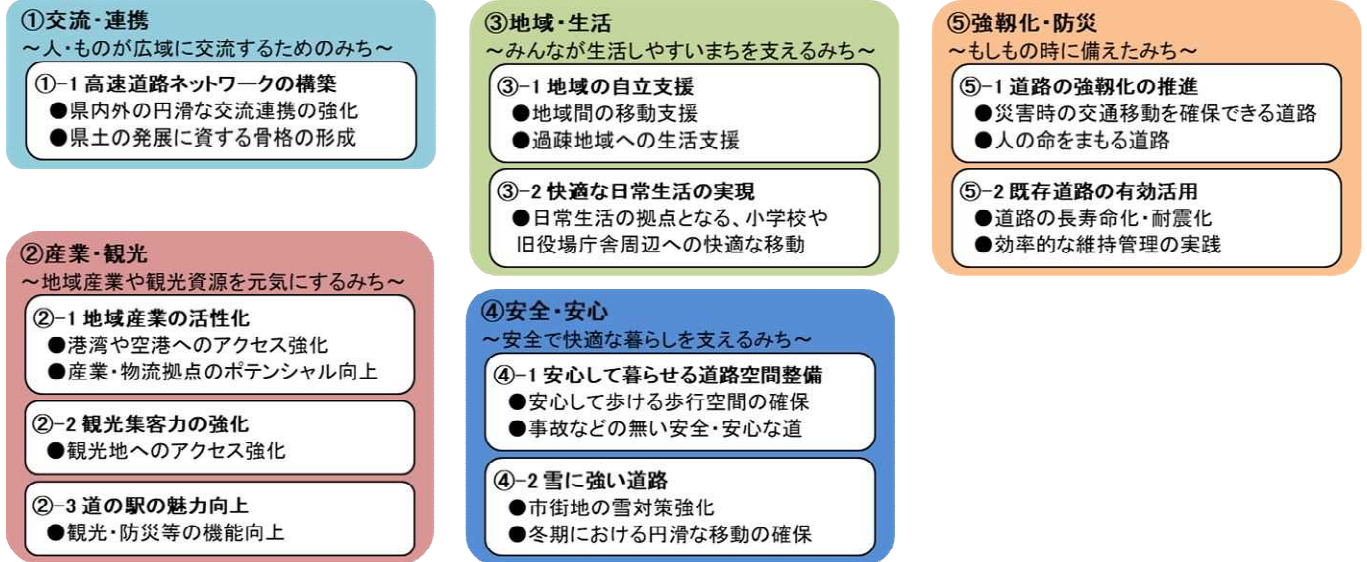 ①交流・連携
～人・ものが広域に交流するためのみち～
①-1 高速道路ネットワークの構築
●県内外の円滑な交流連携の強化
●県土の発展に資する骨格の形成
②産業・観光
～地域産業や観光資源を元気にするみち～
②-1 地域産業の活性化
●港湾や空港へのアクセス強化
●産業・物流拠点のポテンシャル向上
②-2 観光集客力の強化
●観光地へのアクセス強化
②-3 道の駅の魅力向上
●観光・防災等の機能向上
③地域・生活
～みんなが生活しやすいまちを支えるみち～
③-1 地域の自立支援
●地域間の移動支援
●過疎地域への生活支援
③-2 快適な日常生活の実現
●日常生活の拠点となる、小学校や
旧役場庁舎周辺への快適な移動
④安全・安心
～安全で快適な暮らしを支えるみち～
④-1 安心して暮らせる道路空間整備
●安心して歩ける歩行空間の確保
●事故などの無い安全・安心な道
④-2 雪に強い道路
●市街地の雪対策強化
●冬期における円滑な移動の確保
⑤強靱化・防災
～もしもの時に備えたみち～
⑤-1 道路の強靱化の推進
●災害時の交通移動を確保できる道路
●人の命をまもる道路
⑤-2 既存道路の有効活用
●道路の長寿命化・耐震化
●効率的な維持管理の実践